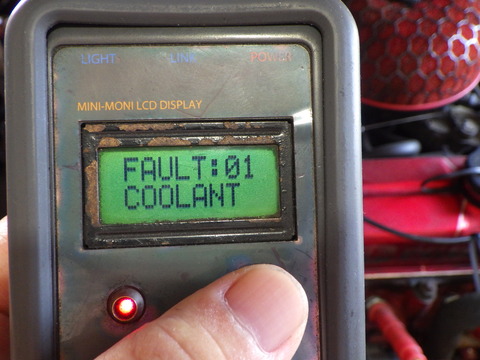 LIGHT LINK POWER
MINI-MONI LCD DISPLAY
FAULT:01
COOLANT